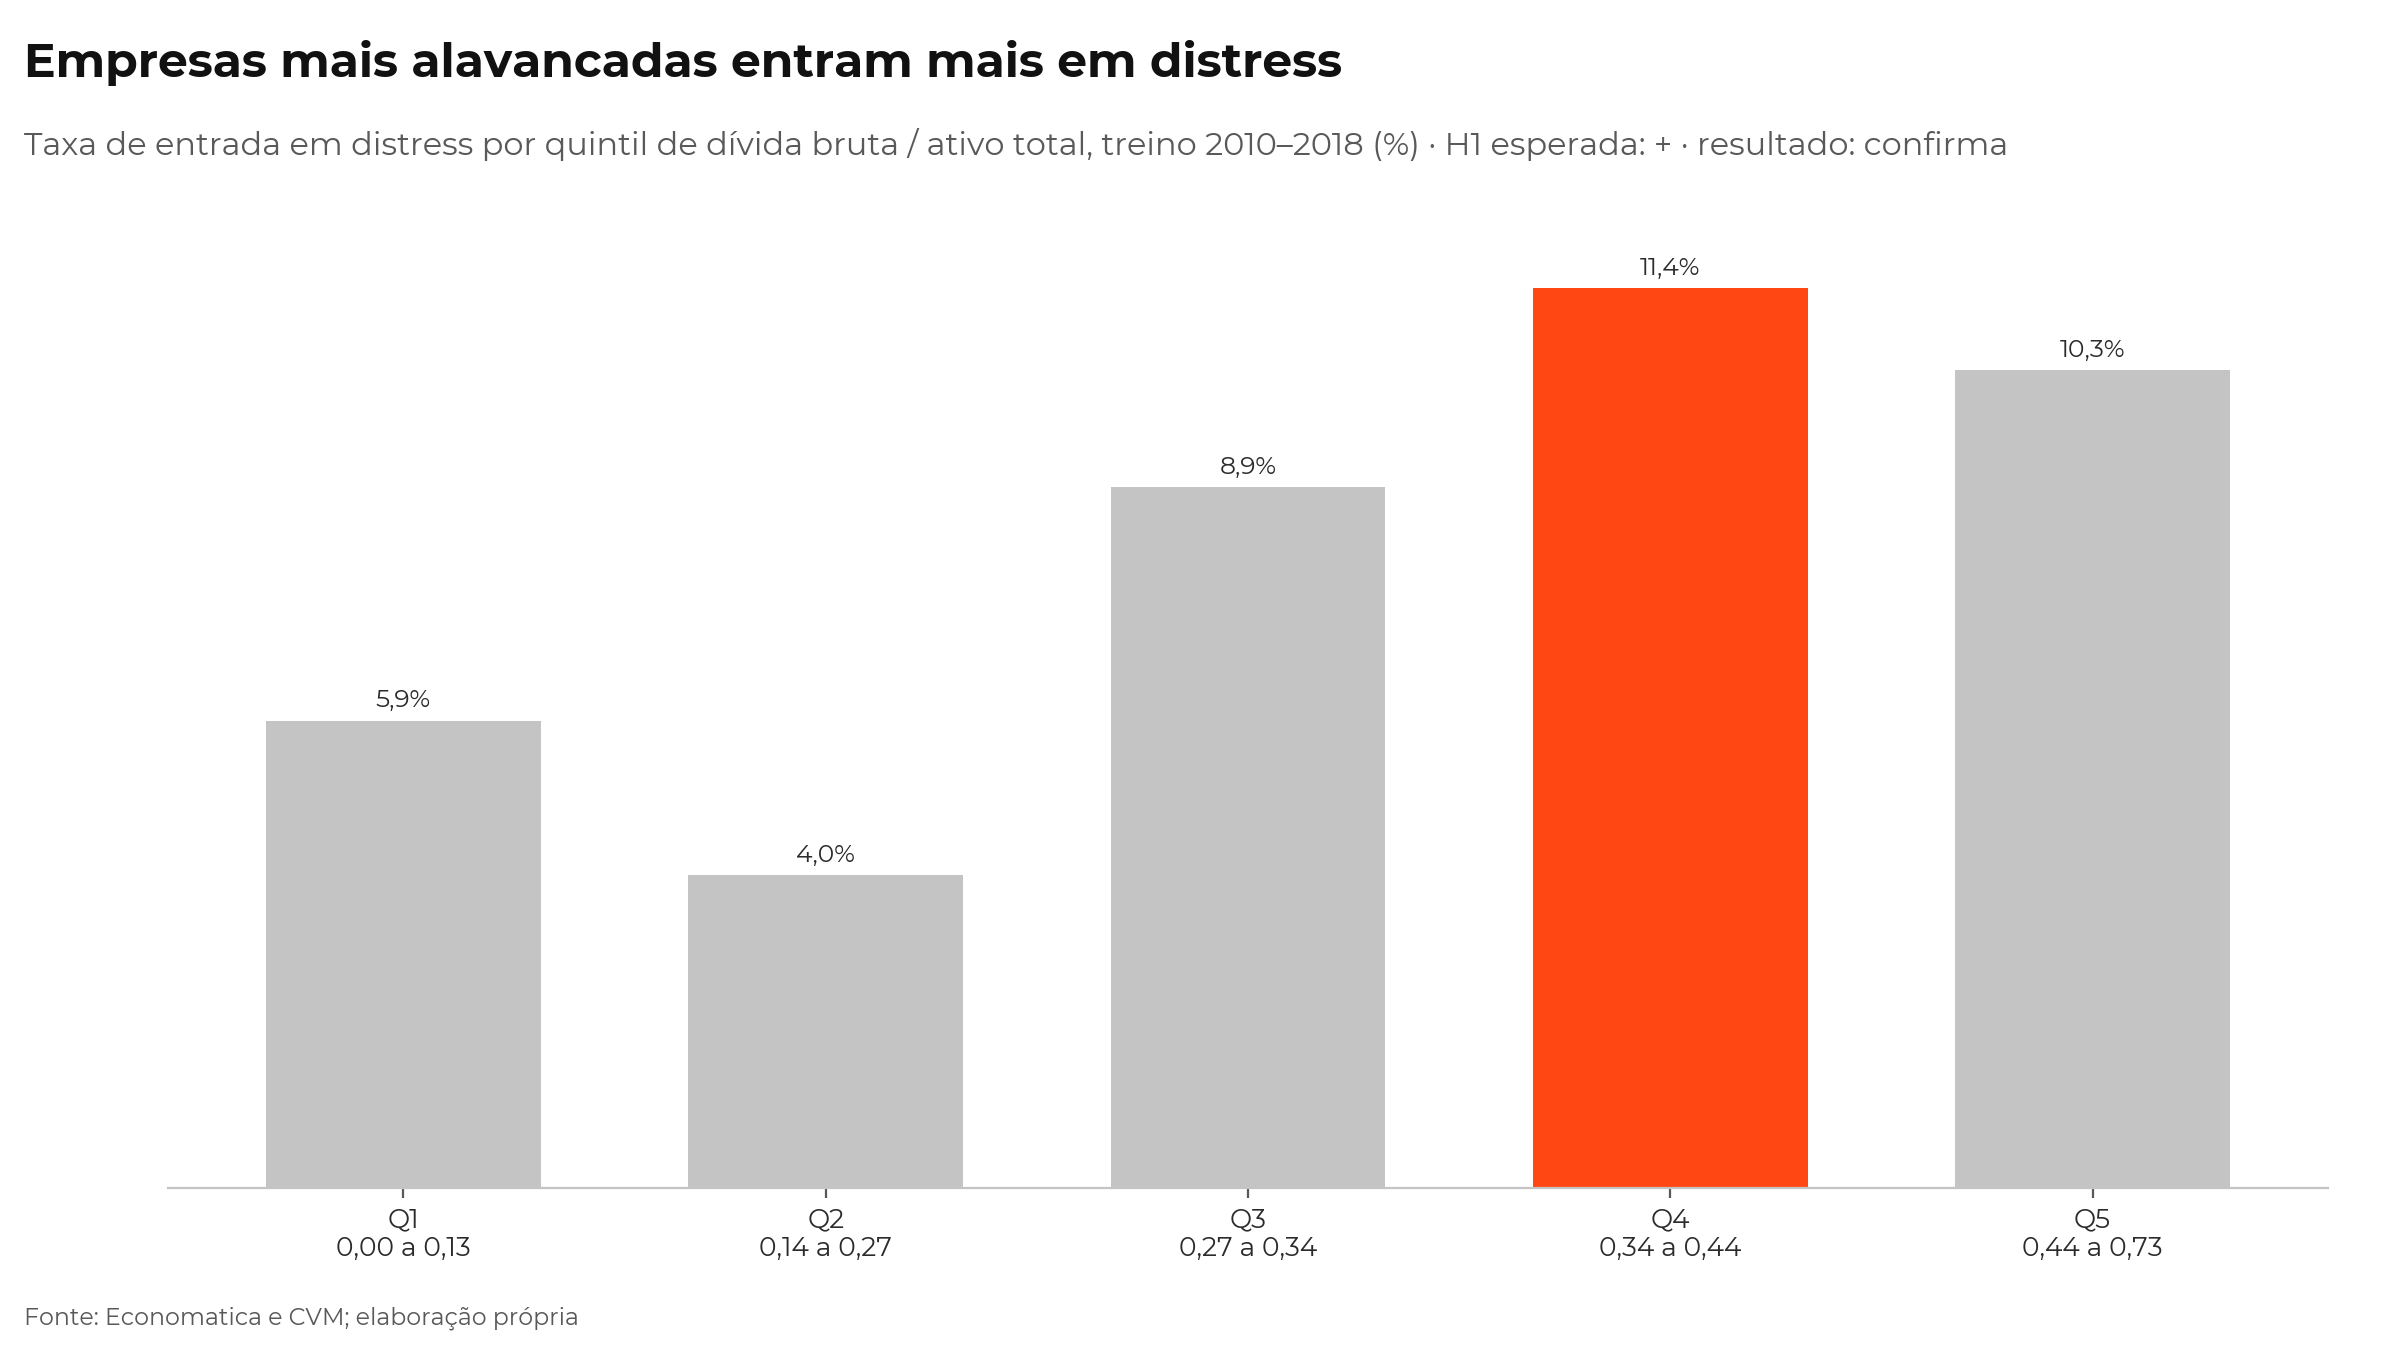 Empresas mais alavancadas entram mais em distress
Taxa de entrada em distress por quintil de dívida bruta / ativo total, treino 2010–2018 (%) · H1 esperada: + · resultado: confirma
11,4%
10,3%
8,9%
5,9%
4,0%
Q1
0,00 a 0,13
Q2
0,14 a 0,27
Q3
0,27 a 0,34
Q4
0,34 a 0,44
Q5
0,44 a 0,73
Fonte: Economatica e CVM; elaboração própria